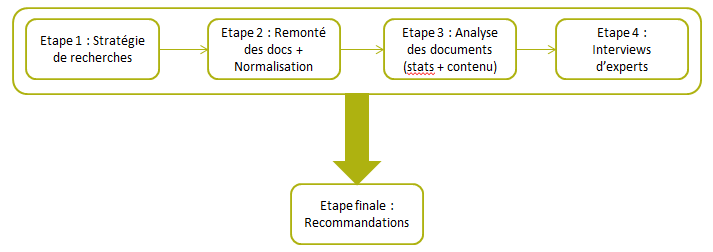 Etape 1 : Stratégie
de recherches
Etape 2 : Remonté
des docs +
Normalisation
Etape 3 : Analyse
des documents
(stats + contenu)
Etape 4 :
Interviews
d'experts
Etape finale :
Recommandations